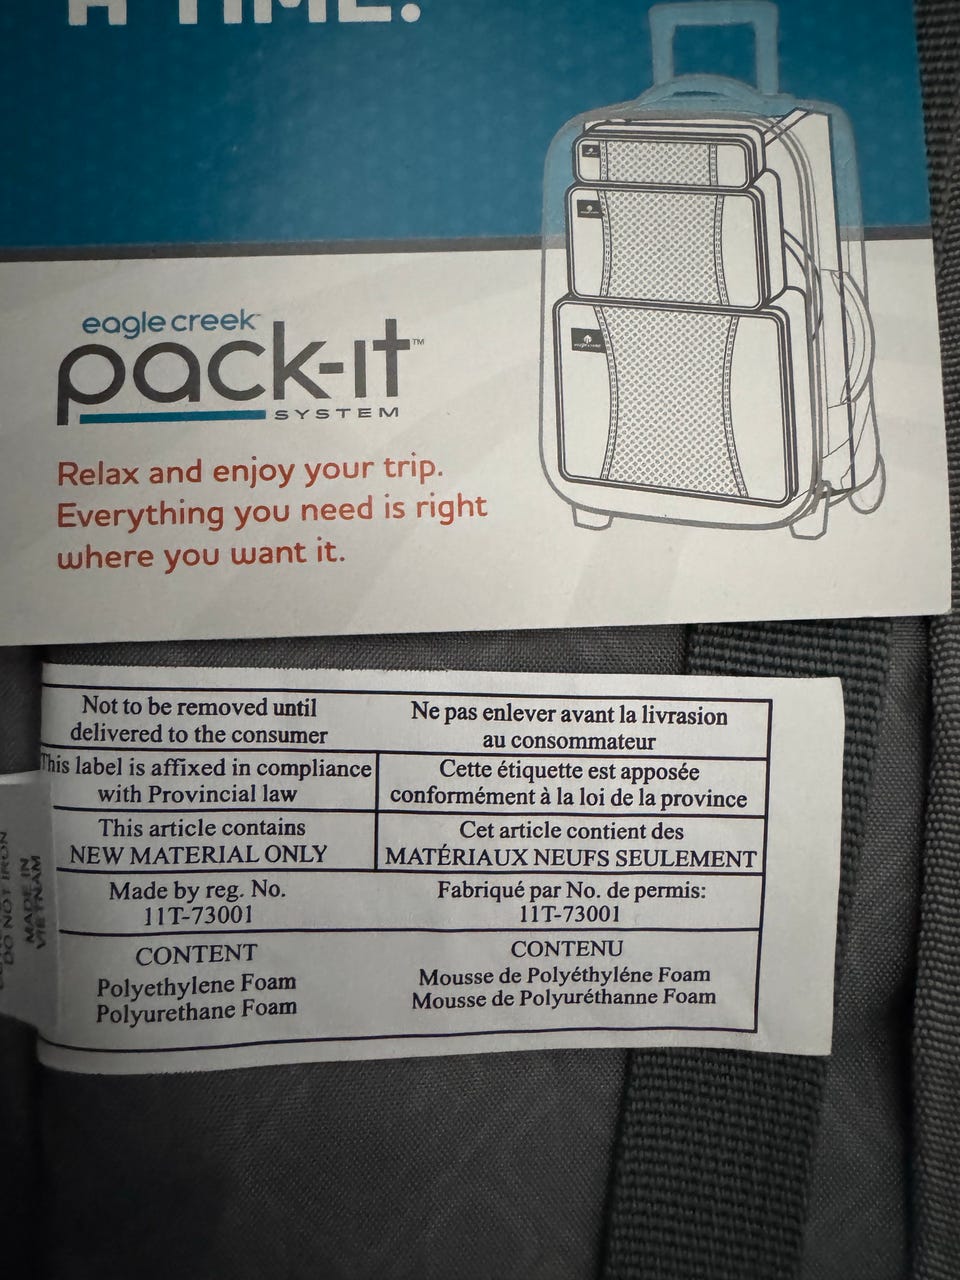 A TIME.
eagle creek
pack-it™
SYSTEM
Relax and enjoy your trip.
Everything you need is right
where you want it.
Not to be removed until
delivered to the consumer
Ne pas enlever avant la livrasion
au consommateur
This label is affixed in compliance
with Provincial law
Cette étiquette est apposée
conformément à la loi de la province
This article contains
NEW MATERIAL ONLY
Cet article contient des
MATÉRIAUX NEUFS SEULEMENT
Made by reg. No.
11T-73001
Fabriqué par No. de permis:
11T-73001
CONTENT
Polyethylene Foam
Polyurethane Foam
CONTENU
Mousse de Polyéthyléne Foam
Mousse de Polyuréthanne Foam
DO NOT IRON
MADE IN
VIETNAM